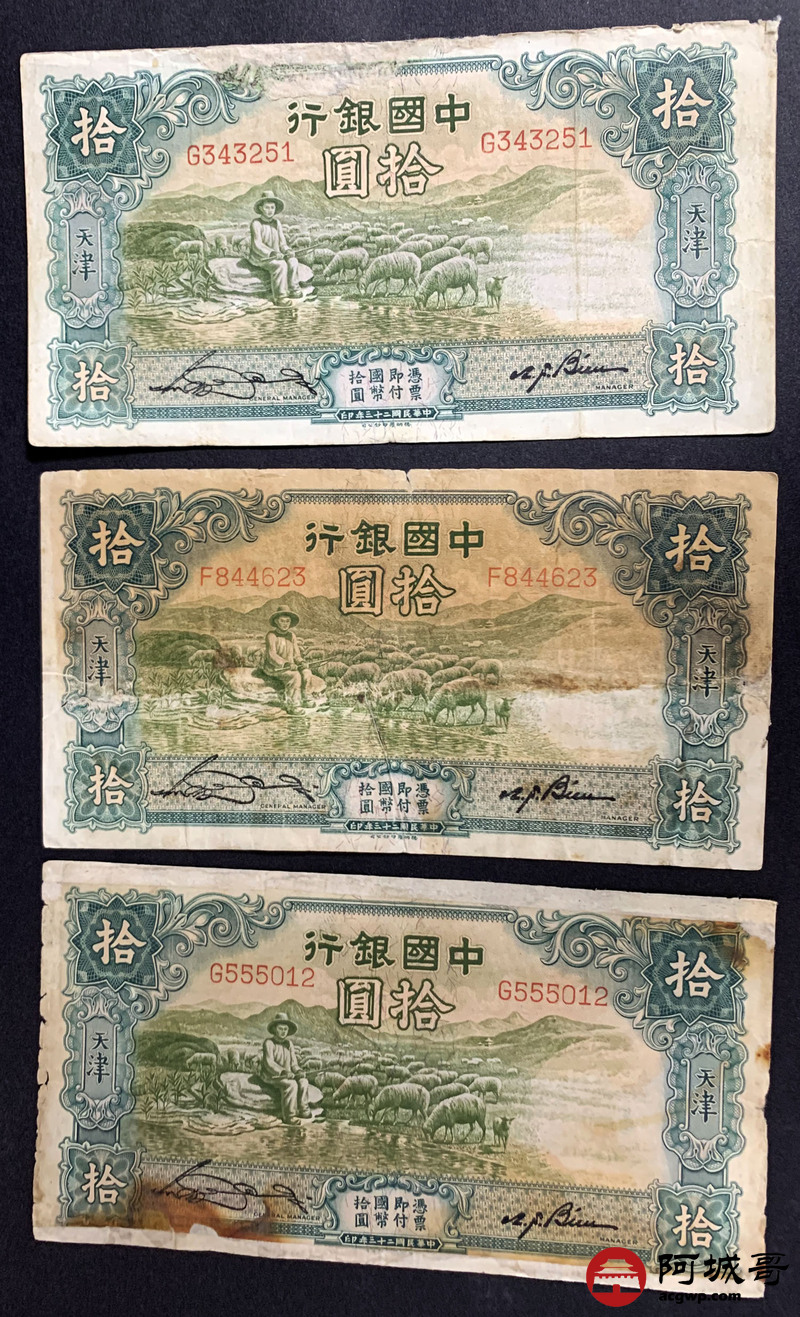 拾
拾
行銀國中
G343251
G343251
圓拾
天津
天津
拾
拾
GENERAL MANAGER
拾國即憑
圓幣付票
MANAGER
印年三十二國民華中
拾
拾
行銀國中
F844623
F844623
圓拾
天津
天津
拾
拾
GENERAL MANAGER
拾國即憑
圓幣付票
MANAGER
印年三十二國民華中
拾
拾
行銀國中
G555012
G555012
圓拾
天津
天津
拾
拾
MANAGER
拾國即憑
圓幣付票
MANAGER
印年三十二國民華中
阿城哥
acgwp.com